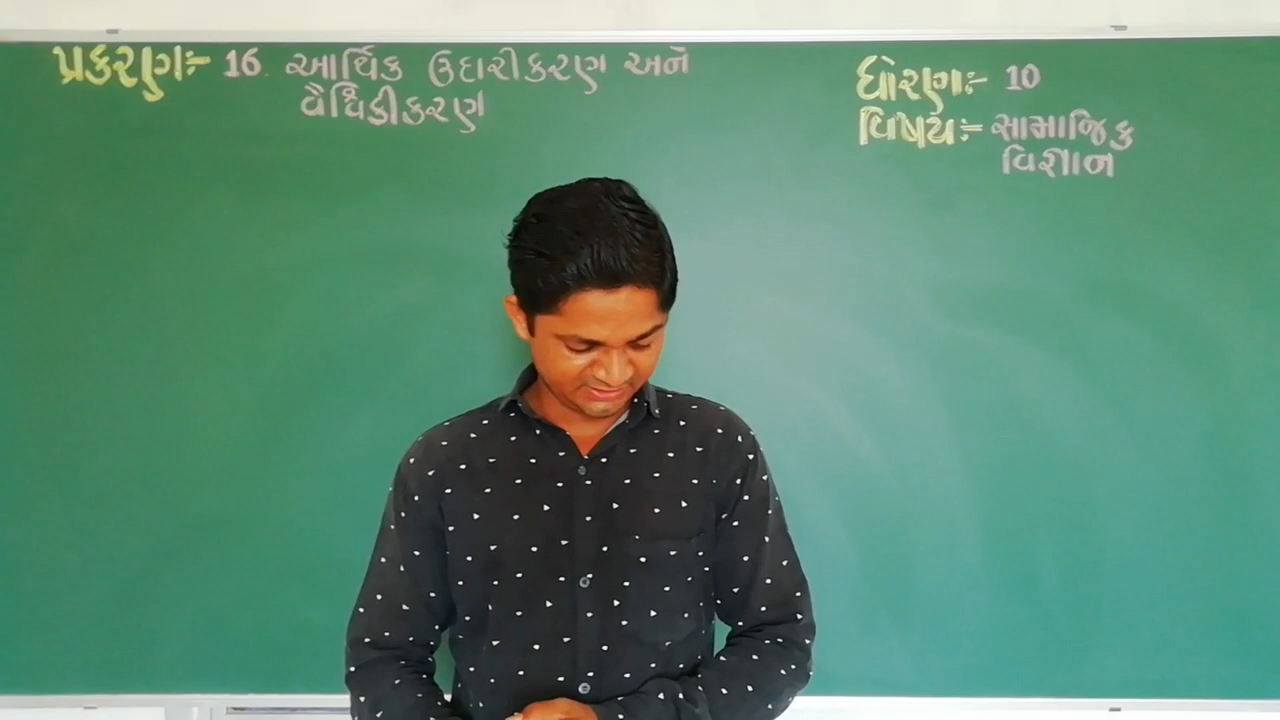 પ્રકરણઃ- 16. આર્થિક ઉદારીકરણ અને
વૈશ્વિકીકરણ
ધોરણઃ- 10
વિષયઃ- સામાજિક
વિજ્ઞાન